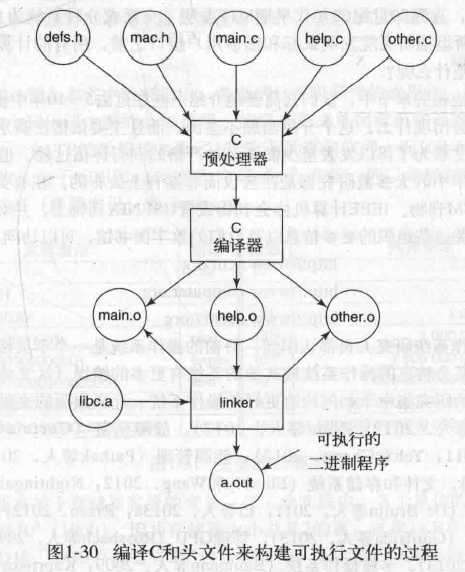 defs.h mac.h main.c help.c other.c
C
预处理器
C
编译器
main.o help.o other.o
libc.a linker
可执行的
二进制程序
a.out
图1-30 编译C和头文件来构建可执行文件的过程